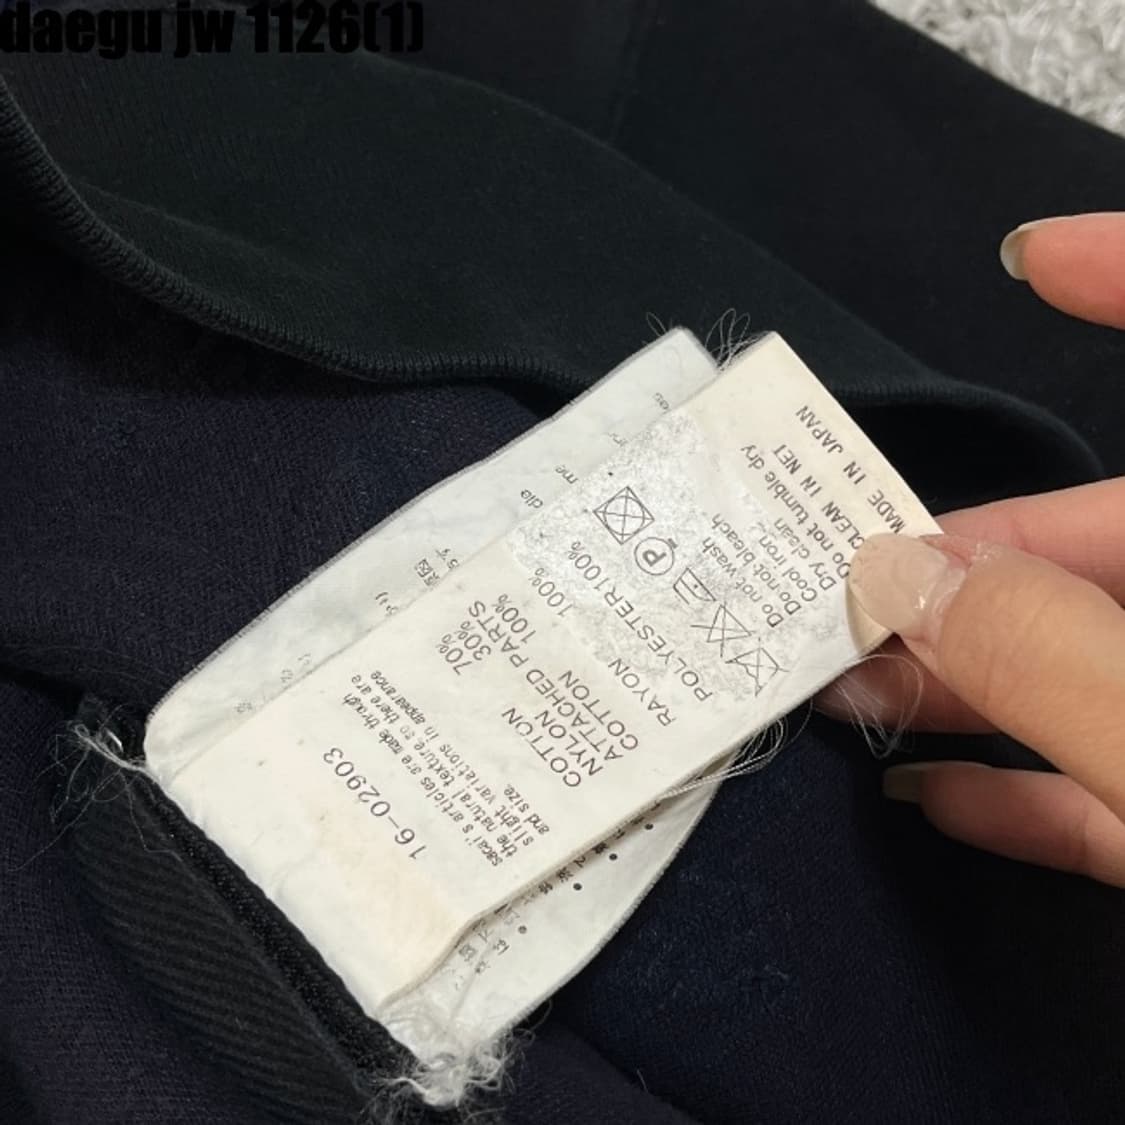 daegu jw 1126(1)
16-02903
sacai's articles are made through
the natural texture, so there are
slight variations in appearance
and size.
COTTON 70%
NYLON 30%
ATTACHED PARTS
COTTON 100%
RAYON 100%
POLYESTER100%
P
Do not wash
Do not bleach
Cool iron
Dry clean
Do not tumble dry
CLEAN IN NET
MADE IN JAPAN